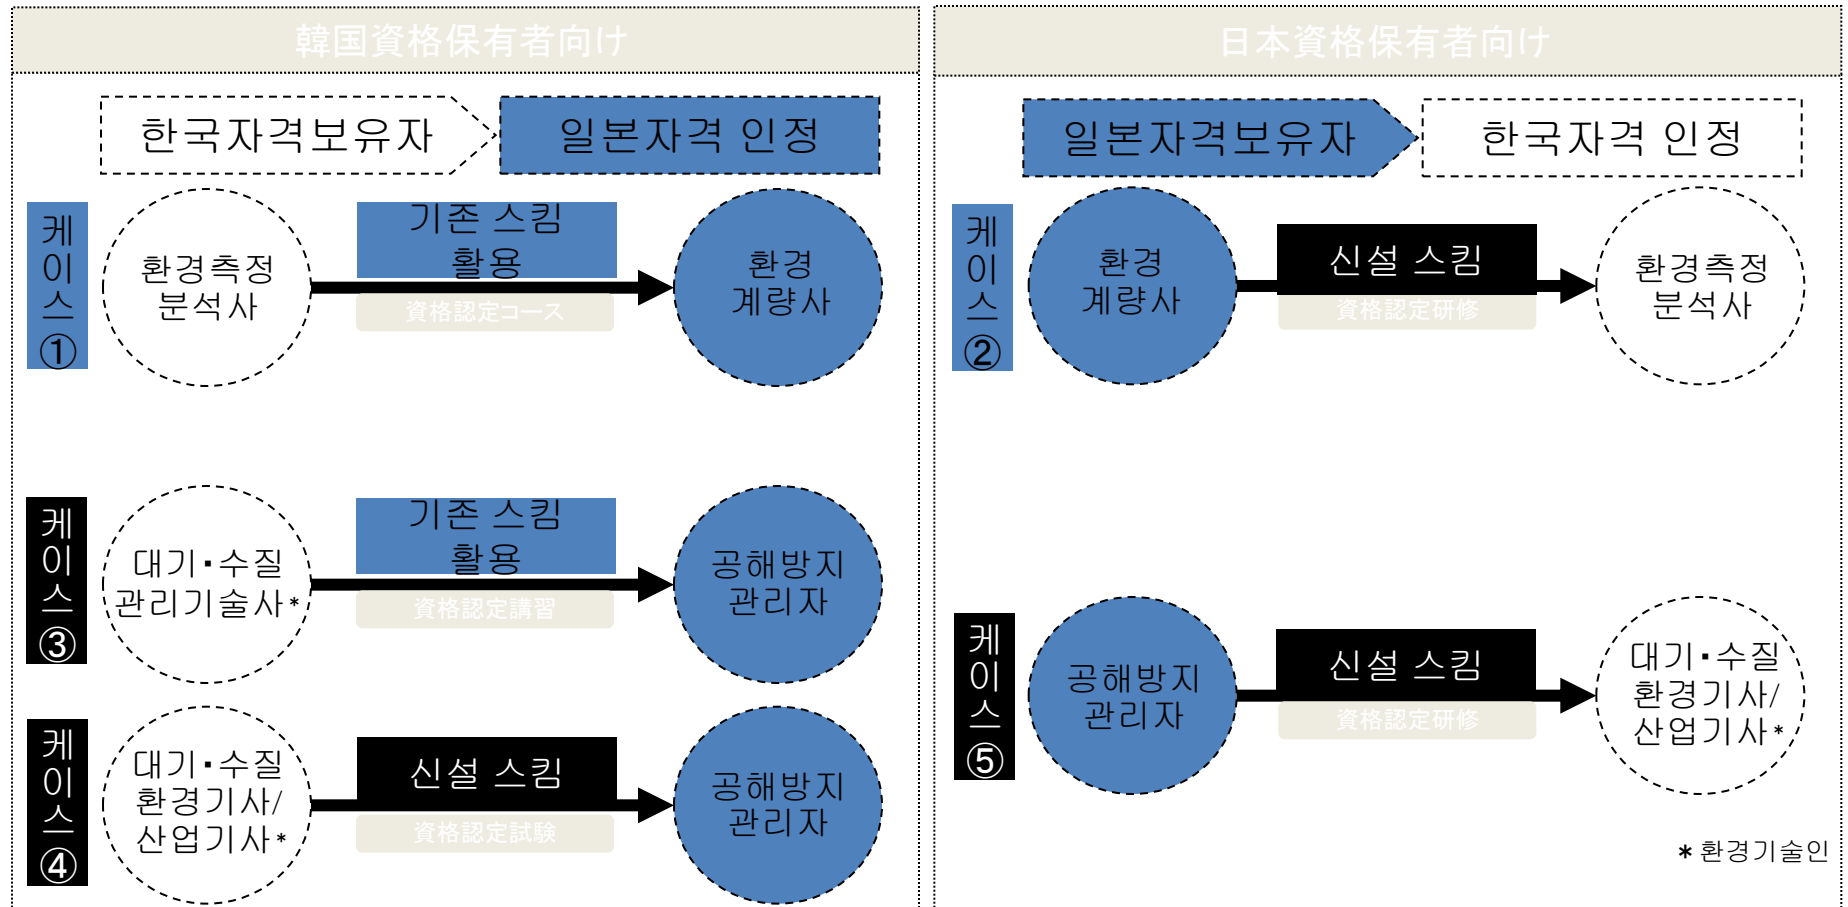 韓国資格保有者向け
한국자격보유자
일본자격 인정
케이스①
환경측정
분석사
기존 스킴
활용
資格認定コース
환경
계량사
케이스③
대기▪수질
관리기술사*
기존 스킴
활용
資格認定講習
공해방지
관리자
케이스④
대기▪수질
환경기사/
산업기사*
신설 스킴
資格認定試験
공해방지
관리자
日本資格保有者向け
일본자격보유자
한국자격 인정
케이스②
환경
계량사
신설 스킴
資格認定研修
환경측정
분석사
케이스⑤
공해방지
관리자
신설 스킴
資格認定研修
대기▪수질
환경기사/
산업기사*
* 환경기술인